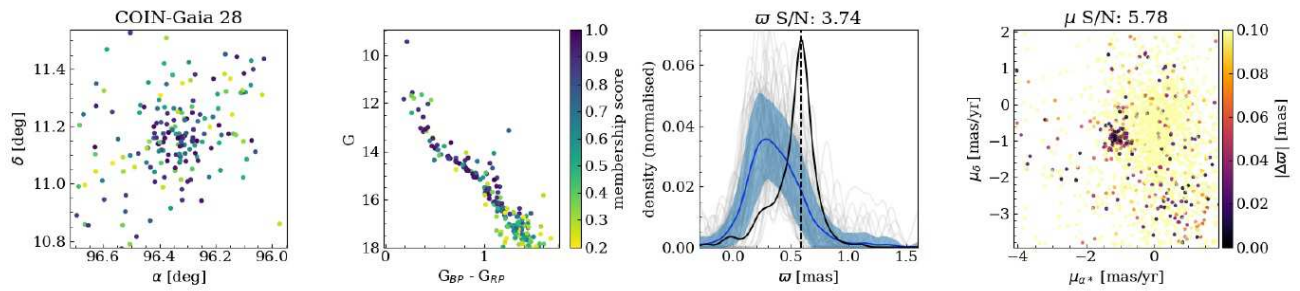 COIN-Gaia 28
11.4
11.2
11.0
10.8
δ [deg]
96.6 96.4 96.2 96.0
α [deg]
10
12
14
16
18
G
1
G_BP - G_RP
1.0
0.9
0.8
0.7
0.6
0.5
0.4
0.3
0.2
membership score
ϖ S/N: 3.74
0.06
0.04
0.02
0.00
density (normalised)
0.0 0.5 1.0 1.5
ϖ [mas]
μ S/N: 5.78
2
1
0
−1
−2
−3
μ_δ [mas/yr]
−4 −2 0
μ_α* [mas/yr]
0.10
0.08
0.06
0.04
0.02
0.00
|Δϖ| [mas]